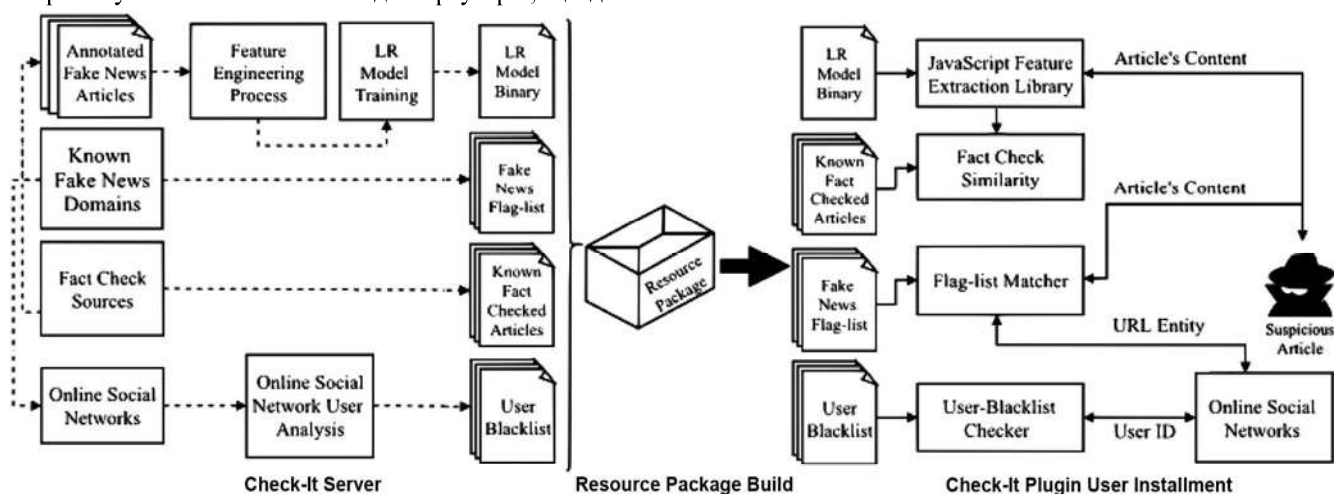 Annotated
Fake News
Articles
Feature
Engineering
Process
LR
Model
Training
LR
Model
Binary
Known
Fake News
Domains
Fake
News
Flag-list
Fact Check
Sources
Known
Fact
Checked
Articles
Online Social
Networks
Online Social
Network User
Analysis
User
Blacklist
Check-It Server
Resource
Package
Resource Package Build
LR
Model
Binary
JavaScript Feature
Extraction Library
Article's Content
Known
Fact
Checked
Articles
Fact Check
Similarity
Article's Content
Fake
News
Flag-list
Flag-list Matcher
URL Entity
Suspicious
Article
User
Blacklist
User-Blacklist
Checker
User ID
Online Social
Networks
Check-It Plugin User Installment